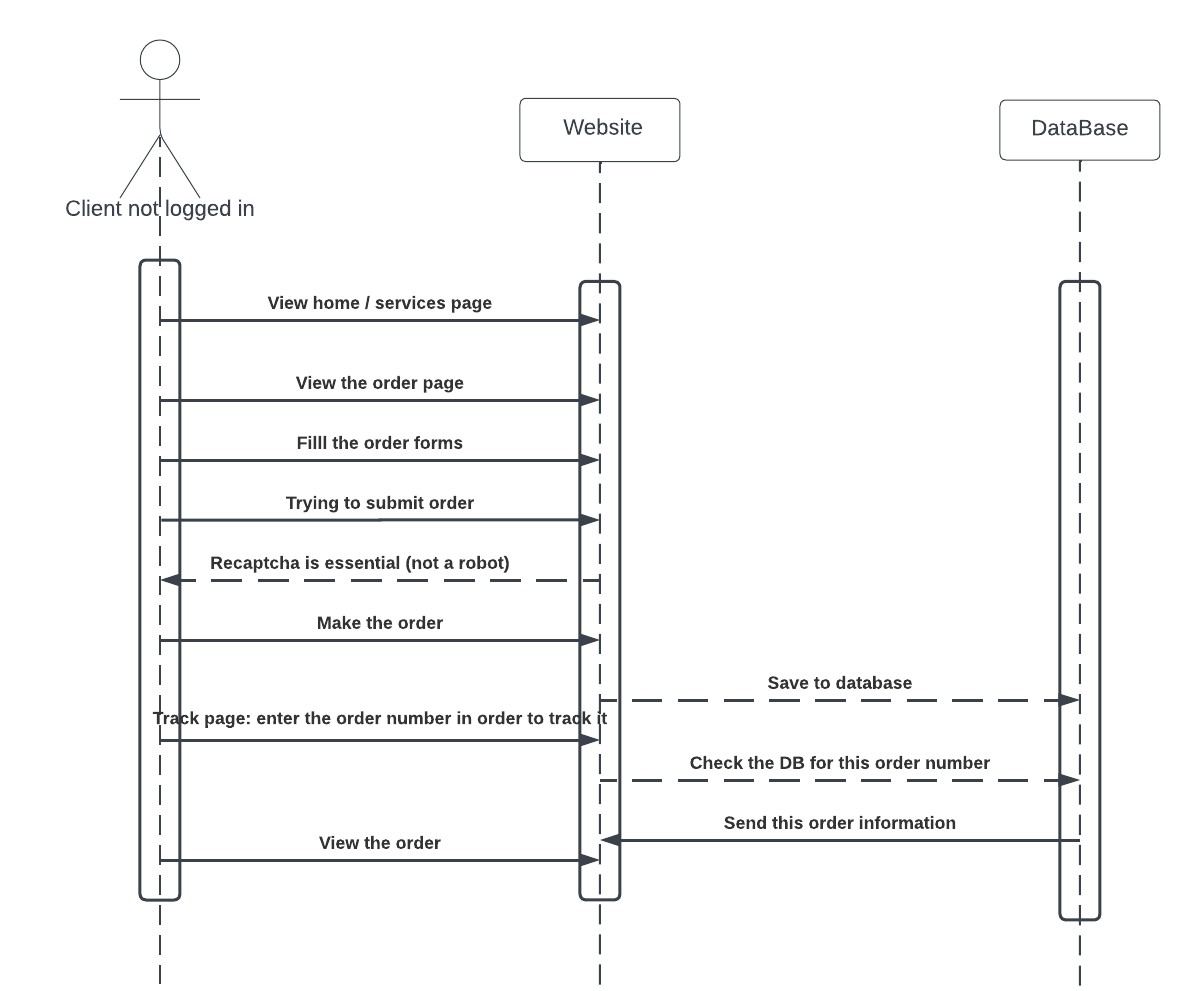 Client not logged in
Website
DataBase
View home / services page
View the order page
Filll the order forms
Trying to submit order
Recaptcha is essential (not a robot)
Make the order
Save to database
Track page: enter the order number in order to track it
Check the DB for this order number
Send this order information
View the order